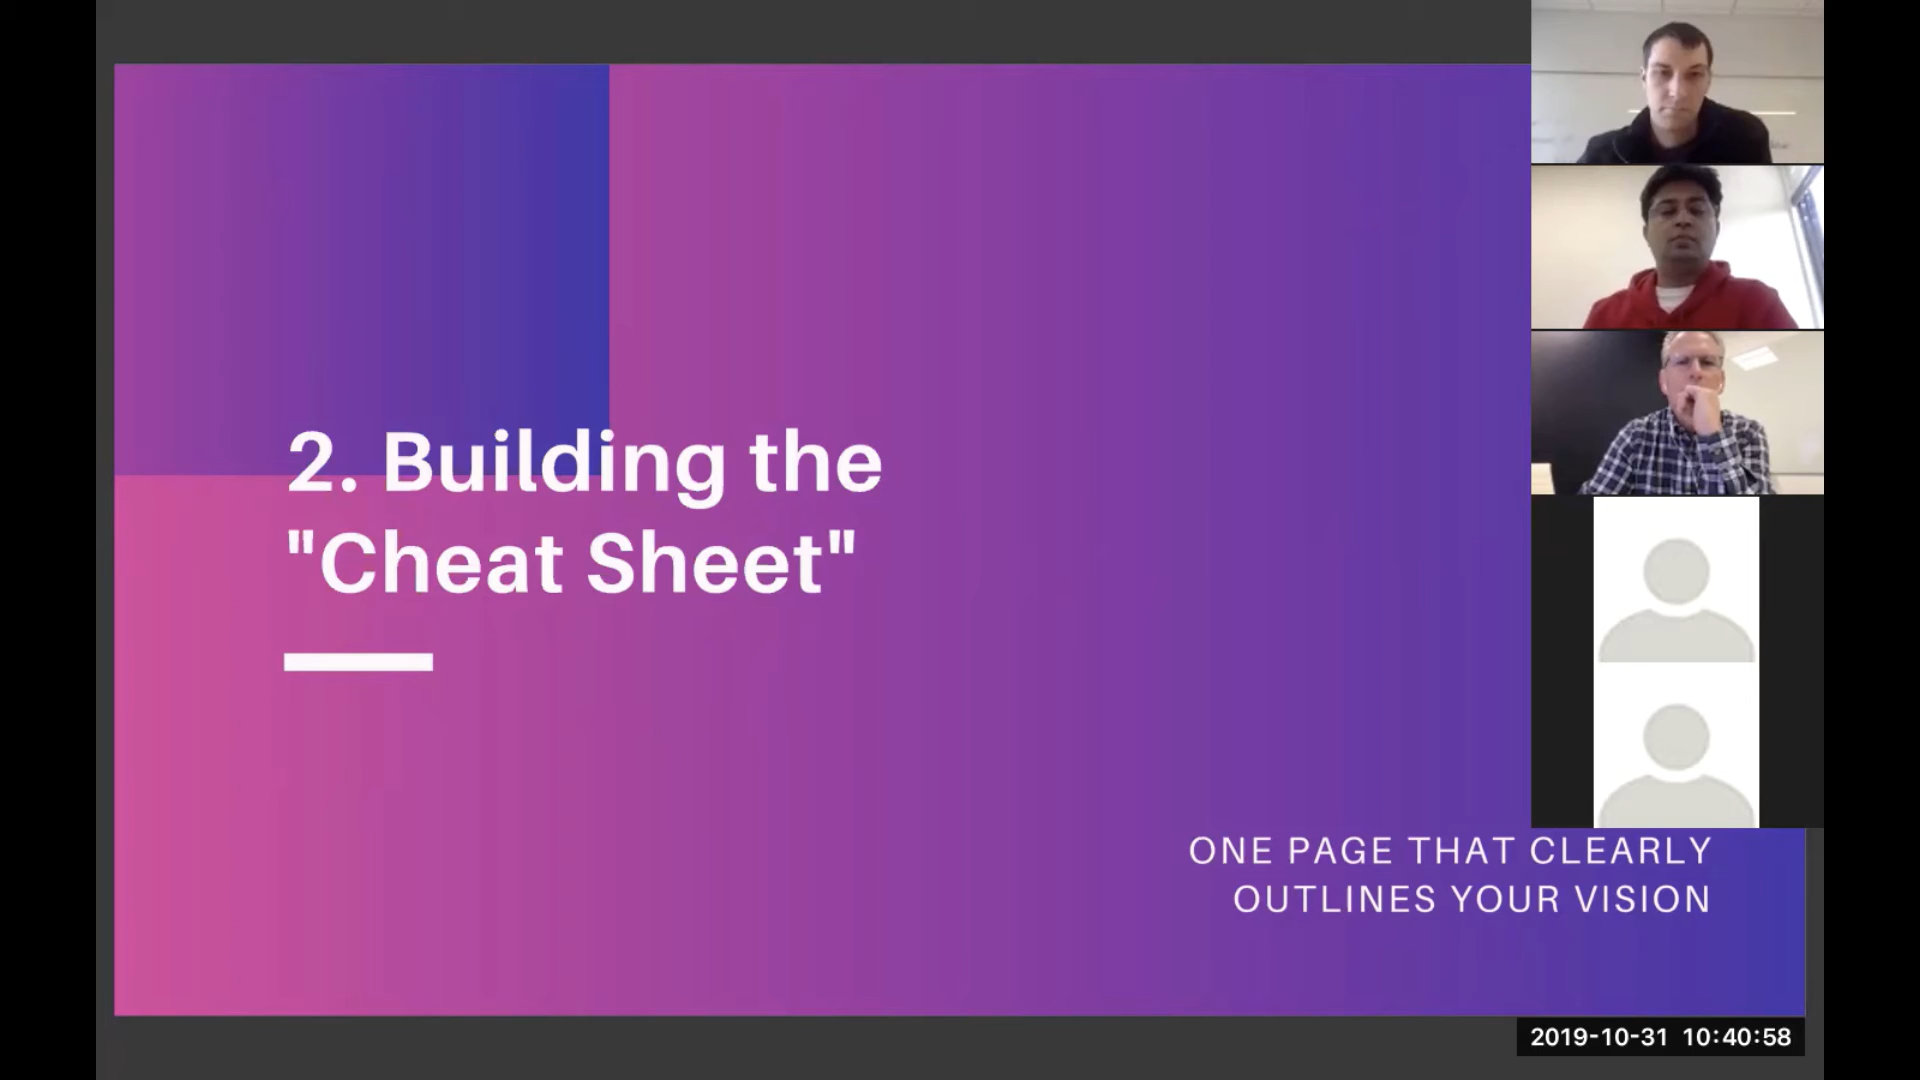 2. Building the
"Cheat Sheet"
ONE PAGE THAT CLEARLY
OUTLINES YOUR VISION
2019-10-31 10:40:58